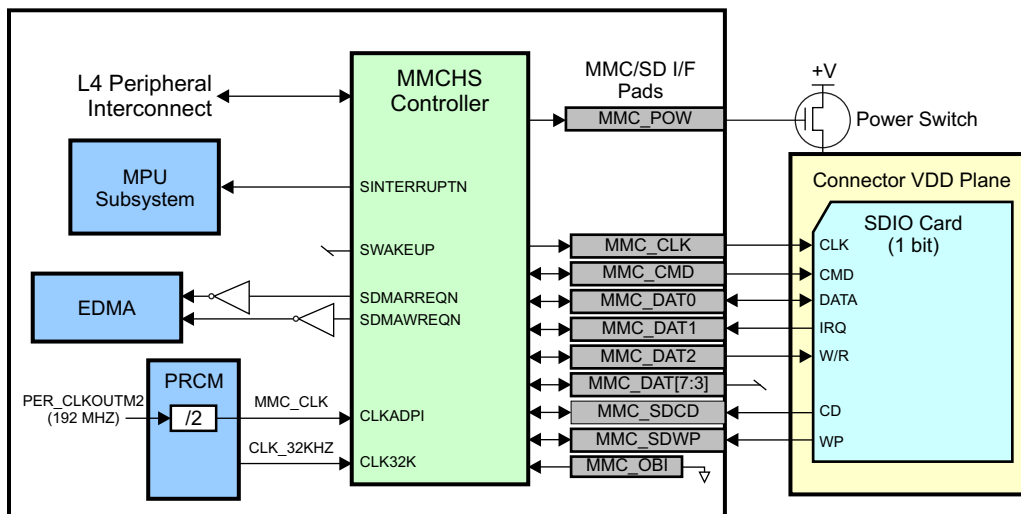 L4 Peripheral
Interconnect
MMCHS
Controller
MMC/SD I/F
Pads
+V
MMC_POW
Power Switch
MPU
Subsystem
SINTERRUPTN
Connector VDD Plane
SDIO Card
(1 bit)
SWAKEUP
MMC_CLK
CLK
MMC_CMD
CMD
EDMA
SDMARREQN
MMC_DAT0
DATA
SDMAWREQN
MMC_DAT1
IRQ
MMC_DAT2
W/R
PRCM
MMC_DAT[7:3]
PER_CLKOUTM2
(192 MHZ)
/2
MMC_CLK
CLKADPI
MMC_SDCD
CD
MMC_SDWP
WP
CLK_32KHZ
CLK32K
MMC_OBI